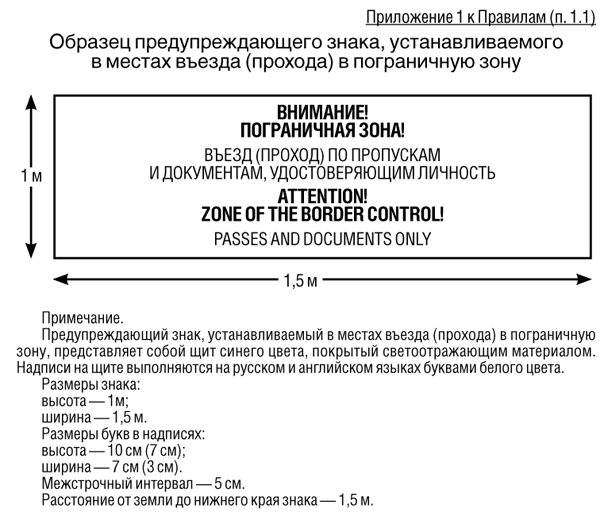 Приложение 1 к Правилам (п. 1.1)
Образец предупреждающего знака, устанавливаемого
в местах въезда (прохода) в пограничную зону
ВНИМАНИЕ!
ПОГРАНИЧНАЯ ЗОНА!
ВЪЕЗД (ПРОХОД) ПО ПРОПУСКАМ
И ДОКУМЕНТАМ, УДОСТОВЕРЯЮЩИМ ЛИЧНОСТЬ
1 м
ATTENTION!
ZONE OF THE BORDER CONTROL!
PASSES AND DOCUMENTS ONLY
1,5 м
Примечание.
Предупреждающий знак, устанавливаемый в местах въезда (прохода) в пограничную
зону, представляет собой щит синего цвета, покрытый светоотражающим материалом.
Надписи на щите выполняются на русском и английском языках буквами белого цвета.
Размеры знака:
высота — 1м;
ширина — 1,5 м.
Размеры букв в надписях:
высота — 10 см (7 см);
ширина — 7 см (3 см).
Межстрочный интервал — 5 см.
Расстояние от земли до нижнего края знака — 1,5 м.